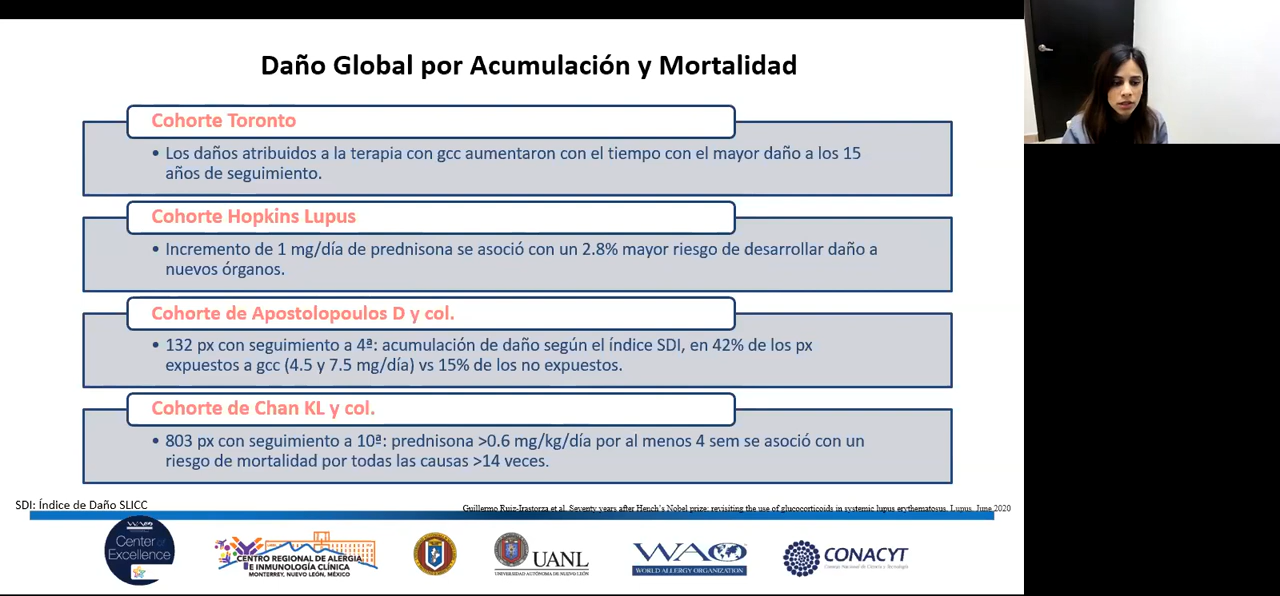 Daño Global por Acumulación y Mortalidad
Cohorte Toronto
• Los daños atribuidos a la terapia con gcc aumentaron con el tiempo con el mayor daño a los 15
años de seguimiento.
Cohorte Hopkins Lupus
• Incremento de 1 mg/día de prednisona se asoció con un 2.8% mayor riesgo de desarrollar daño a
nuevos órganos.
Cohorte de Apostolopoulos D y col.
• 132 px con seguimiento a 4ª: acumulación de daño según el índice SDI, en 42% de los px
expuestos a gcc (4.5 y 7.5 mg/día) vs 15% de los no expuestos.
Cohorte de Chan KL y col.
• 803 px con seguimiento a 10ª: prednisona >0.6 mg/kg/día por al menos 4 sem se asoció con un
riesgo de mortalidad por todas las causas >14 veces.
SDI: Índice de Daño SLICC
Guillermo Ruiz-Irastorza et al. Seventy years after Hench's Nobel prize: revisiting the use of glucocorticoids in systemic lupus erythematosus. Lupus. June 2020
Center of
Excellence
CENTRO REGIONAL DE ALERGIA
E INMUNOLOGÍA CLÍNICA
MONTERREY, NUEVO LEÓN, MÉXICO
UANL
UNIVERSIDAD AUTÓNOMA DE NUEVO LEÓN
WAO
WORLD ALLERGY ORGANIZATION
CONACYT
Consejo Nacional de Ciencia y Tecnología